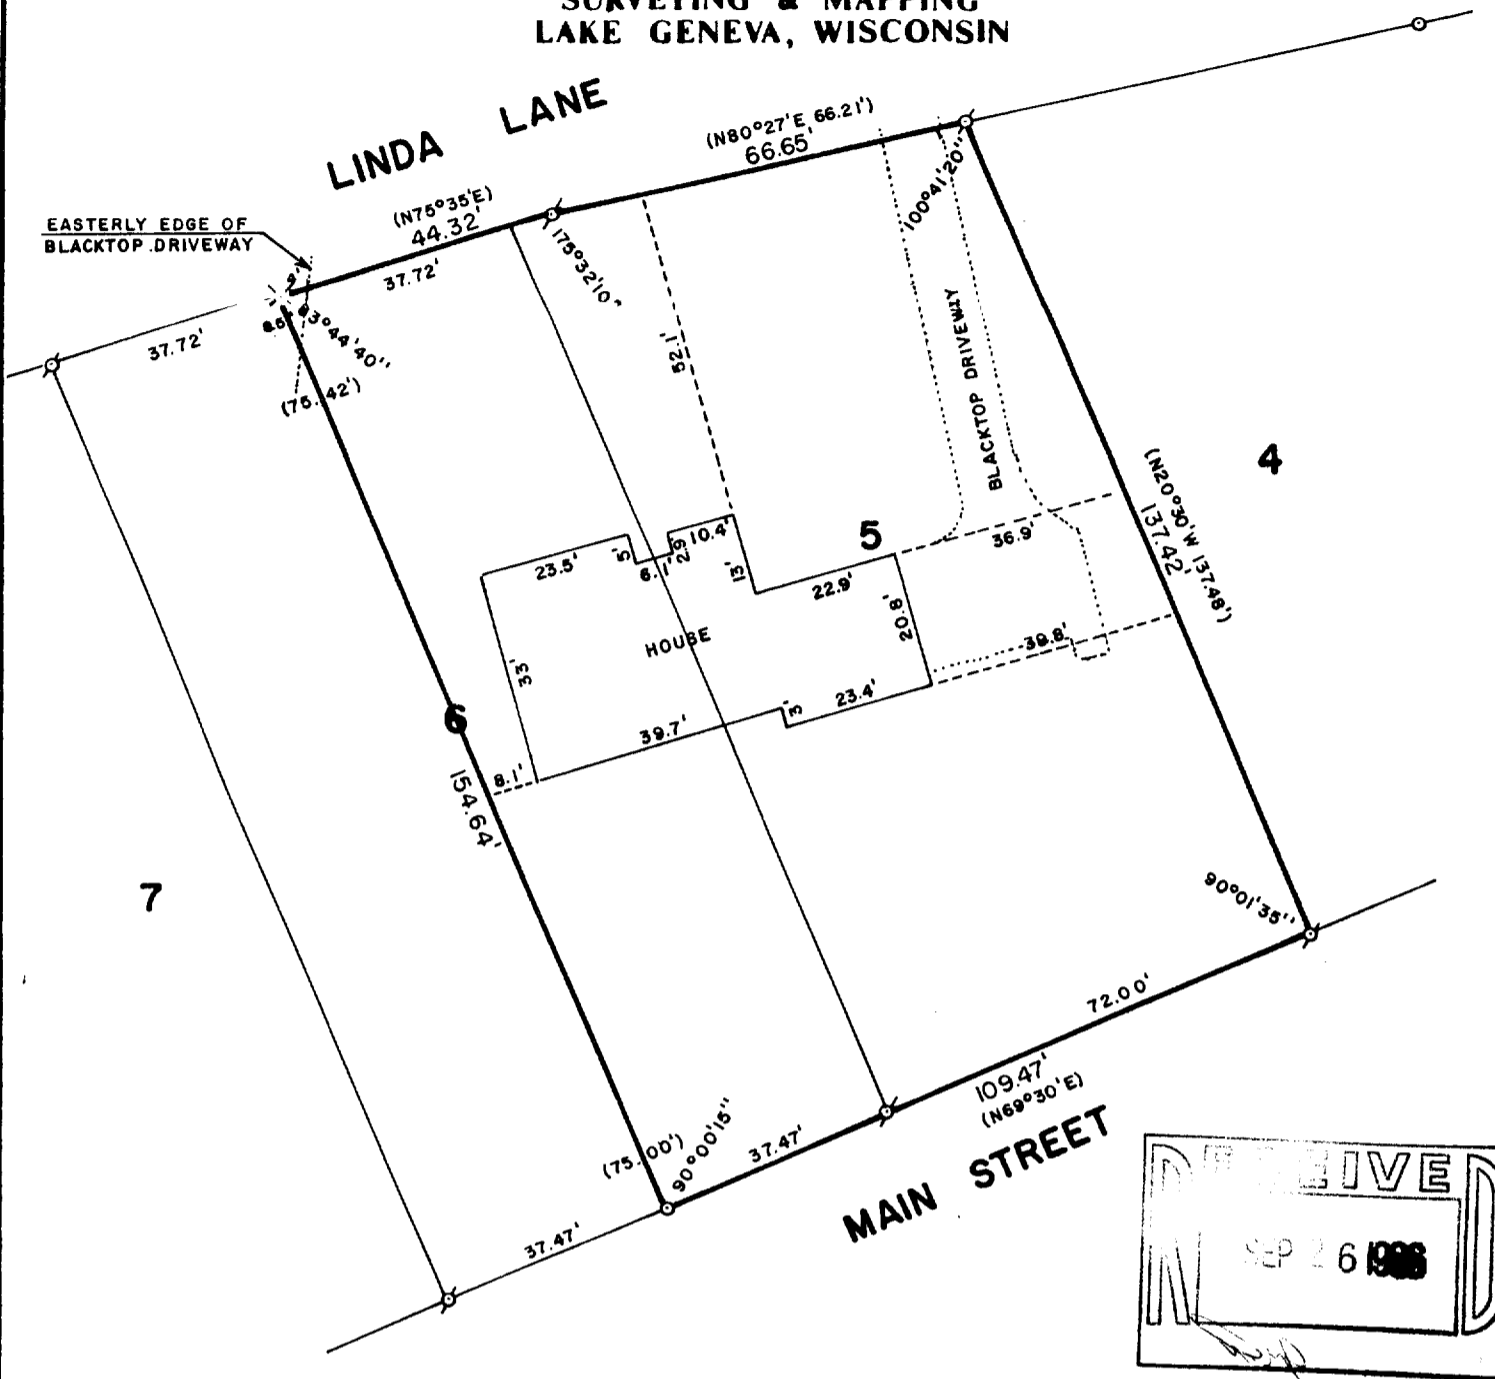 SURVEYING & MAPPING
LAKE GENEVA, WISCONSIN
LINDA LANE
(N80°27'E 66.21')
66.65'
(N75°35'E)
44.32'
37.72'
EASTERLY EDGE OF
BLACKTOP DRIVEWAY
37.72'
83°44'40"
(75.42')
175°32'10"
100°41'20"
52.1'
BLACKTOP DRIVEWAY
4
(N20°30'W 137.48')
137.42'
5
36.9'
23.5'
5'
6.1'
2.9'
10.4'
13'
22.9'
20.8'
HOUSE
33'
39.8'
39.7'
3'
23.4'
8.1'
6
154.64'
7
90°01'35"
72.00'
109.47'
(N69°30'E)
MAIN STREET
37.47'
90°00'15"
(75.00')
37.47'
RECEIVED
SEP 26 1986